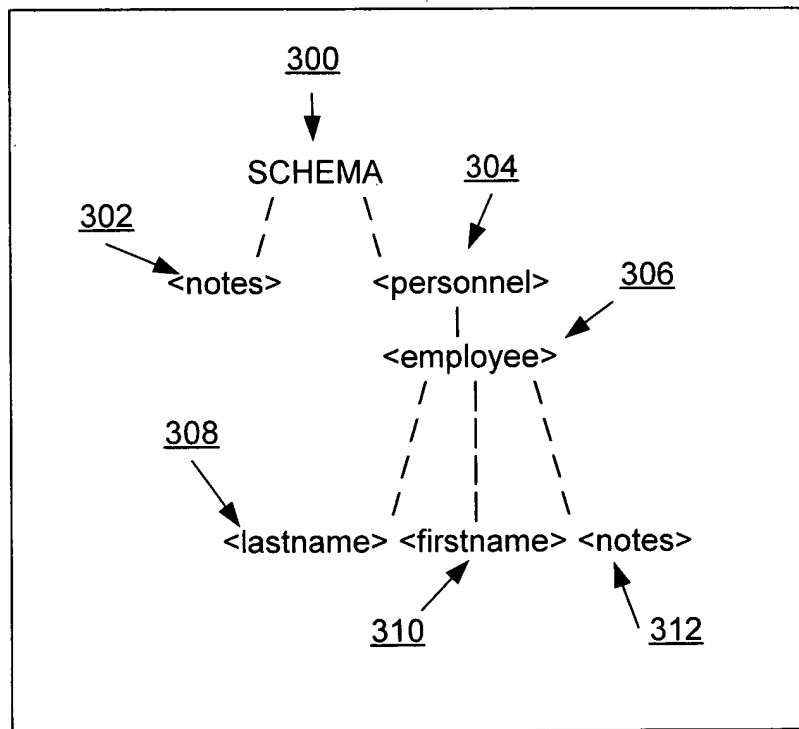 300
SCHEMA
304
302
<notes>
<personnel>
306
<employee>
308
<lastname> <firstname> <notes>
310
312